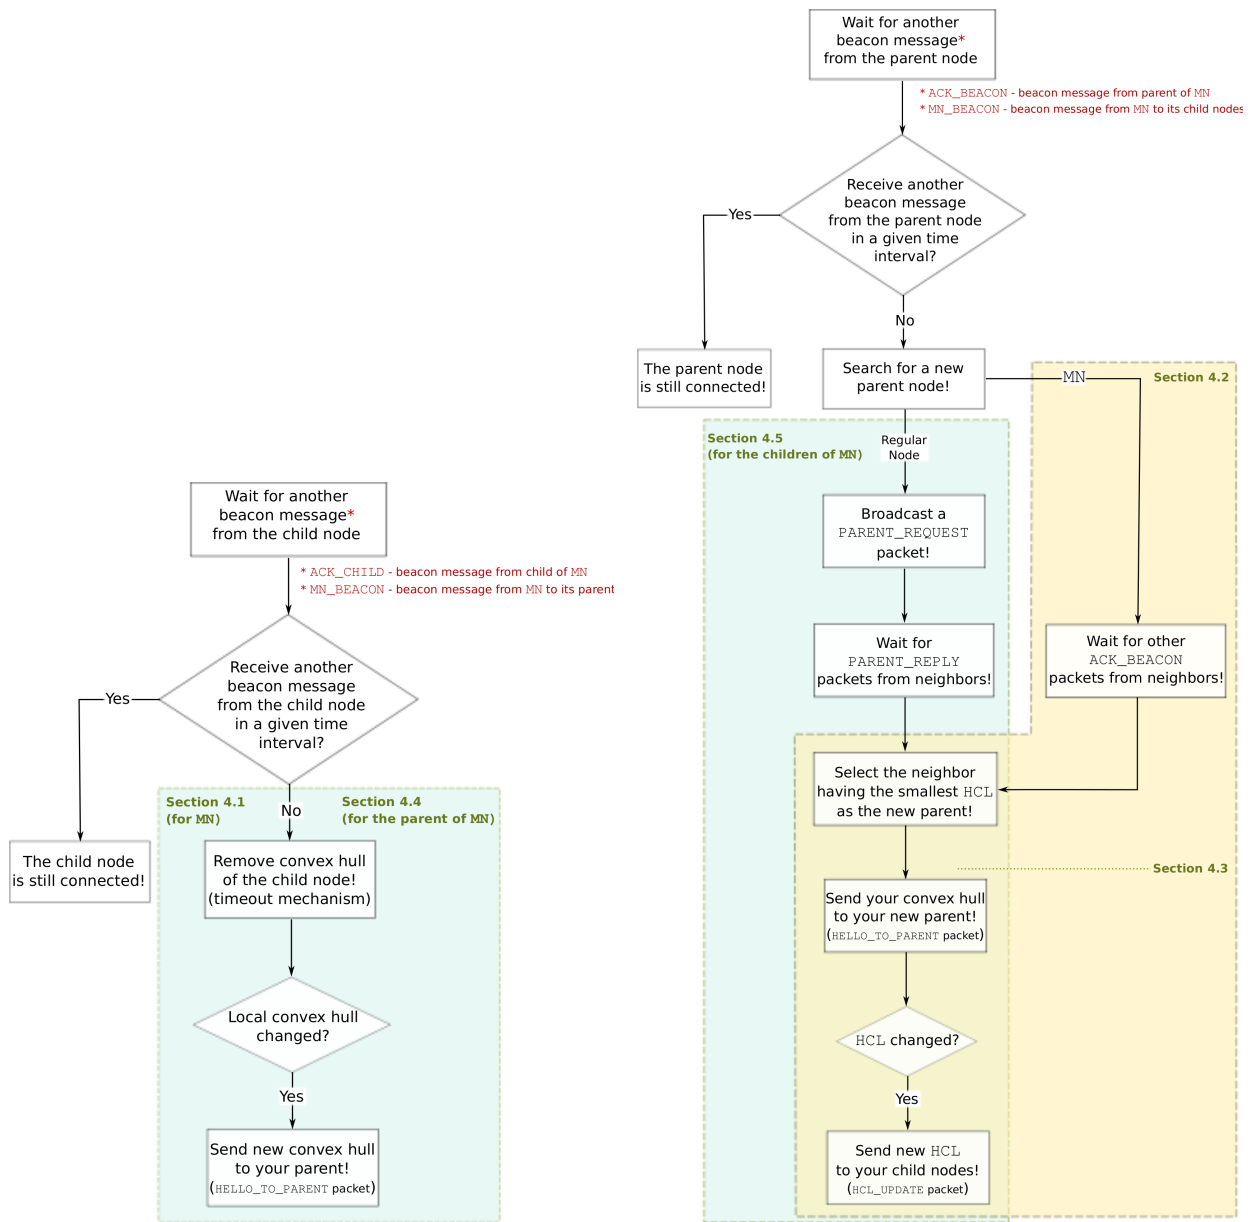 Wait for another
beacon message*
from the parent node
* ACK_BEACON - beacon message from parent of MN
* MN_BEACON - beacon message from MN to its child nodes
Receive another
beacon message
from the parent node
in a given time
interval?
Yes
No
The parent node
is still connected!
Search for a new
parent node!
MN
Section 4.2
Section 4.5
(for the children of MN)
Regular
Node
Broadcast a
PARENT_REQUEST
packet!
Wait for
PARENT_REPLY
packets from neighbors!
Wait for other
ACK_BEACON
packets from neighbors!
Select the neighbor
having the smallest HCL
as the new parent!
Section 4.3
Send your convex hull
to your new parent!
(HELLO_TO_PARENT packet)
HCL changed?
Yes
Send new HCL
to your child nodes!
(HCL_UPDATE packet)
Wait for another
beacon message*
from the child node
* ACK_CHILD - beacon message from child of MN
* MN_BEACON - beacon message from MN to its parent
Receive another
beacon message
from the child node
in a given time
interval?
Yes
No
The child node
is still connected!
Section 4.1
(for MN)
Section 4.4
(for the parent of MN)
Remove convex hull
of the child node!
(timeout mechanism)
Local convex hull
changed?
Yes
Send new convex hull
to your parent!
(HELLO_TO_PARENT packet)